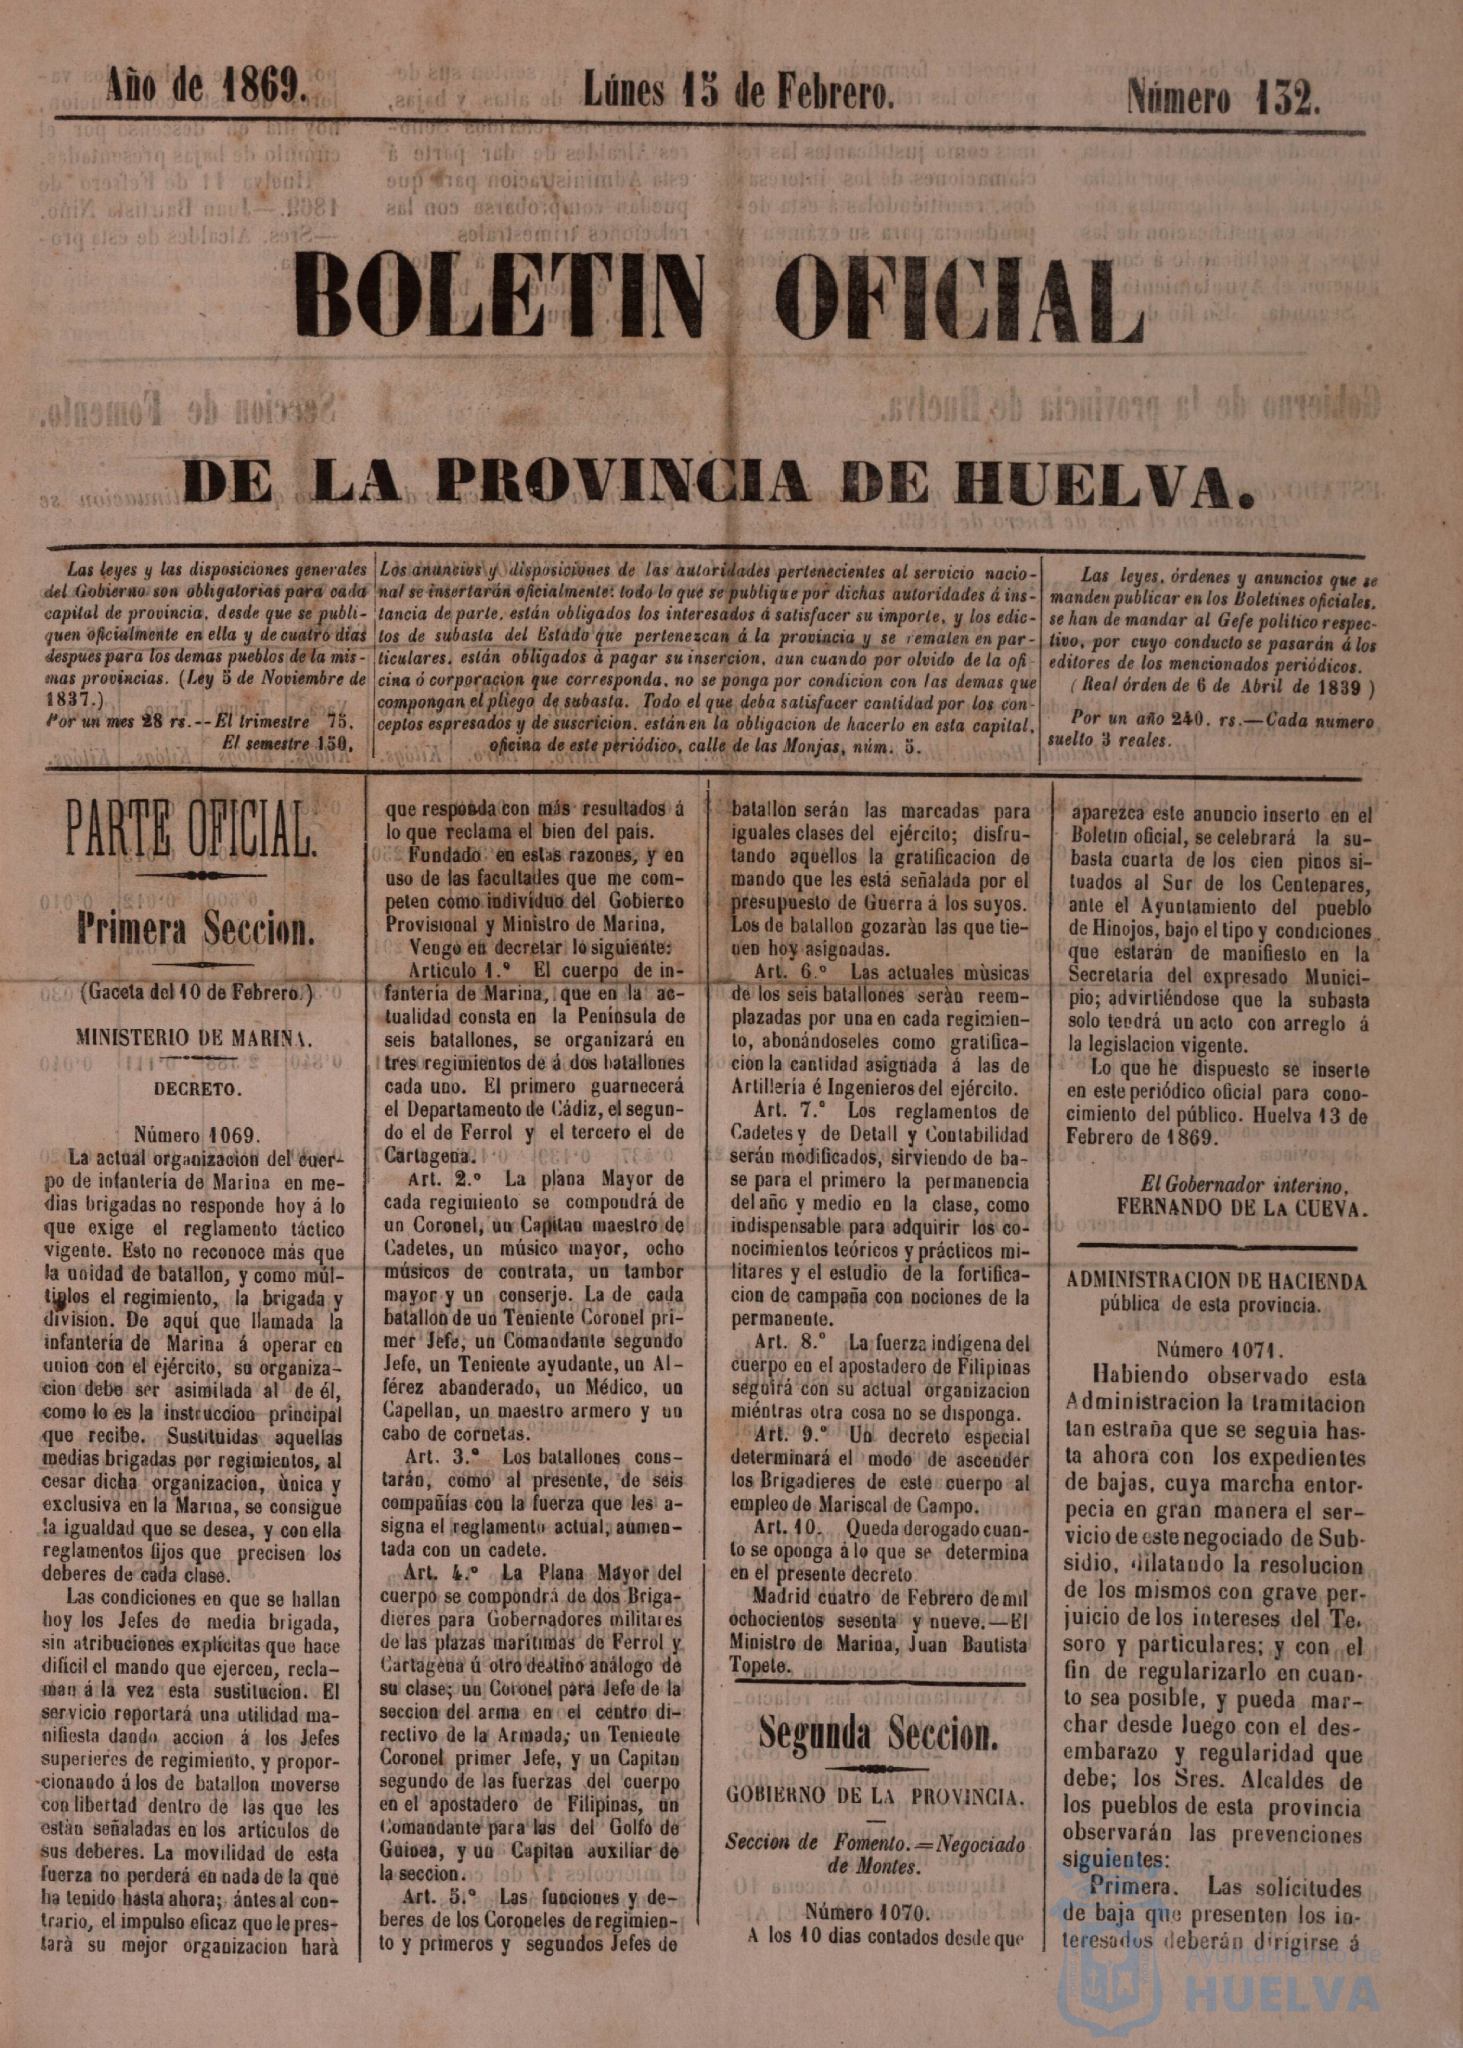 Año de 1869.
Lúnes 15 de Febrero.
Número 132.
BOLETIN OFICIAL
DE LA PROVINCIA DE HUELVA.
Las leyes y las disposiciones generales
del Gobierno son obligatorias para cada
capital de provincia, desde que se publi-
quen oficialmente en ella y de cuatro dias
despues para los demas pueblos de la mis-
mas provincias. (Ley 5 de Noviembre de
1837.)
Por un mes 28 rs.--El trimestre 75.
El semestre 150.
Los anuncios y disposiciones de las autoridades pertenecientes al servicio nacio-
nal se insertarán oficialmente: todo lo que se publique por dichas autoridades á ins-
tancia de parte, están obligados los interesados á satisfacer su importe, y los edic-
tos de subasta del Estado que pertenezcan á la provincia y se rematen en par-
ticulares, están obligados á pagar su insercion, aun cuando por olvido de la ofi-
cina ó corporacion que corresponda, no se ponga por condicion con las demas que
compongan el pliego de subasta. Todo el que deba satisfacer cantidad por los con-
ceptos espresados y de suscricion, están en la obligacion de hacerlo en esta capital,
oficina de este periódico, calle de las Monjas, núm. 5.
Las leyes, órdenes y anuncios que se
manden publicar en los Boletines oficiales,
se han de mandar al Gefe politico respec-
tivo, por cuyo conducto se pasarán á los
editores de los mencionados periódicos.
(Real órden de 6 de Abril de 1839)
Por un año 240. rs.—Cada numero
suelto 3 reales.
PARTE OFICIAL.
Primera Seccion.
(Gaceta del 10 de Febrero.)
MINISTERIO DE MARINA.
DECRETO.
Número 1069.
La actual organizacion del cuer-
po de infantería de Marina en me-
dias brigadas no responde hoy á lo
que exige el reglamento táctico
vigente. Esto no reconoce más que
la unidad de batallon, y como múl-
tiplos el regimiento, la brigada y
division. De aquí que llamada la
infantería de Marina á operar en
union con el ejército, su organiza-
cion debe ser asimilada al de él,
como lo es la instruccion principal
que recibe. Sustituidas aquellas
medias brigadas por regimientos, al
cesar dicha organizacion, única y
exclusiva en la Marina, se consigue
la igualdad que se desea, y con ella
reglamentos fijos que precisen los
deberes de cada clase.
Las condiciones en que se hallan
hoy los Jefes de media brigada,
sin atribuciones explícitas que hace
dificil el mando que ejercen, recla-
man á la vez esta sustitucion. El
servicio reportará una utilidad ma-
nifiesta dando accion á los Jefes
superieres de regimiento, y propor-
cionando á los de batallon moverse
con libertad dentro de las que les
están señaladas en los artículos de
sus deberes. La movilidad de esta
fuerza no perderá en nada de la que
ha tenido hasta ahora; ántes al con-
trario, el impulso eficaz que le pres-
tarà su mejor organizacion harà
que responda con más resultados á
lo que reclama el bien del país.
Fundado en estas razones, y en
uso de las facultades que me com-
peten como indivíduo del Gobierno
Provisional y Ministro de Marina,
Vengo en decretar lo siguiente:
Artículo 1.º El cuerpo de in-
fantería de Marina, que en la ac-
tualidad consta en la Península de
seis batallones, se organizará en
tres regimientos de á dos batallones
cada uno. El primero guarnecerá
el Departamento de Cádiz, el segun-
do el de Ferrol y el tercero el de
Cartagena.
Art. 2.º La plana Mayor de
cada regimiento se compondrá de
un Coronel, un Capitan maestro de
Cadetes, un músico mayor, ocho
músicos de contrata, un tambor
mayor y un conserje. La de cada
batallon de un Teniente Coronel pri-
mer Jefe, un Comandante segundo
Jefe, un Teniente ayudante, un Al-
férez abanderado, un Médico, un
Capellan, un maestro armero y un
cabo de cornetas.
Art. 3.º Los batallones cons-
tarán, como al presente, de seis
compañías con la fuerza que les a-
signa el reglamento actual, aumen-
tada con un cadete.
Art. 4.º La Plana Mayor del
cuerpo se compondrá de dos Briga-
dieres para Gobernadores militares
de las plazas marítimas de Ferrol y
Cartagena ú otro destino análogo de
su clase; un Coronel para Jefe de la
seccion del arma en el centro di-
rectivo de la Armada; un Teniente
Coronel primer Jefe, y un Capitan
segundo de las fuerzas del cuerpo
en el apostadero de Filipinas, un
Comandante para las del Golfo de
Guinea, y un Capitan auxiliar de
la seccion.
Art. 5.º Las funciones y de-
beres de los Coroneles de regimien-
to y primeros y segundos Jefes de
batallon serán las marcadas para
iguales clases del ejército; disfru-
tando aquellos la gratificacion de
mando que les está señalada por el
presupuesto de Guerra á los suyos.
Los de batallon gozaràn las que tie-
nen hoy asignadas.
Art. 6.º Las actuales mùsicas
de los seis batallones seràn reem-
plazadas por una en cada regimien-
to, abonándoseles como gratifica-
cion la cantidad asignada á las de
Artillería é Ingenieros del ejército.
Art. 7.º Los reglamentos de
Cadetes y de Detall y Contabilidad
serán modificados, sirviendo de ba-
se para el primero la permanencia
del año y medio en la clase, como
indispensable para adquirir los co-
nocimientos teóricos y prácticos mi-
litares y el estudio de la fortifica-
cion de campaña con nociones de la
permanente.
Art. 8.º La fuerza indígena del
cuerpo en el apostadero de Filipinas
seguirá con su actual organizacion
miéntras otra cosa no se disponga.
Art. 9.º Un decreto especial
determinará el modo de ascender
los Brigadieres de este cuerpo al
empleo de Mariscal de Campo.
Art. 10. Queda derogado cuan-
to se oponga á lo que se determina
en el presente decreto.
Madrid cuatro de Febrero de mil
ochocientos sesenta y nueve.—El
Ministro de Marina, Juan Bautista
Topete.
Segunda Seccion.
GOBIERNO DE LA PROVINCIA.
Seccion de Fomento.=Negociado
de Montes.
Número 1070.
A los 10 dias contados desde que
aparezca este anuncio inserto en el
Boletin oficial, se celebrará la su-
basta cuarta de los cien pinos si-
tuados al Sur de los Centenares,
ante el Ayuntamiento del pueblo
de Hinojos, bajo el tipo y condiciones
que estarán de manifiesto en la
Secretaría del expresado Munici-
pio; advirtiéndose que la subasta
solo tendrá un acto con arreglo á
la legislacion vigente.
Lo que he dispuesto se inserte
en este periódico oficial para cono-
cimiento del público. Huelva 13 de
Febrero de 1869.
El Gobernador interino,
FERNANDO DE LA CUEVA.
ADMINISTRACION DE HACIENDA
pública de esta provincia.
Número 1071.
Habiendo observado esta
Administracion la tramitacion
tan estraña que se seguia has-
ta ahora con los expedientes
de bajas, cuya marcha entor-
pecia en gran manera el ser-
vicio de este negociado de Sub-
sidio, dilatando la resolucion
de los mismos con grave per-
juicio de los intereses del Te-
soro y particulares; y con el
fin de regularizarlo en cuan-
to sea posible, y pueda mar-
char desde luego con el des-
embarazo y regularidad que
debe; los Sres. Alcaldes de
los pueblos de esta provincia
observarán las prevenciones
siguientes:
Primera. Las solícitudes
de baja que presenten los in-
teresados deberán dirigirse á
Ayuntamiento de
HUELVA